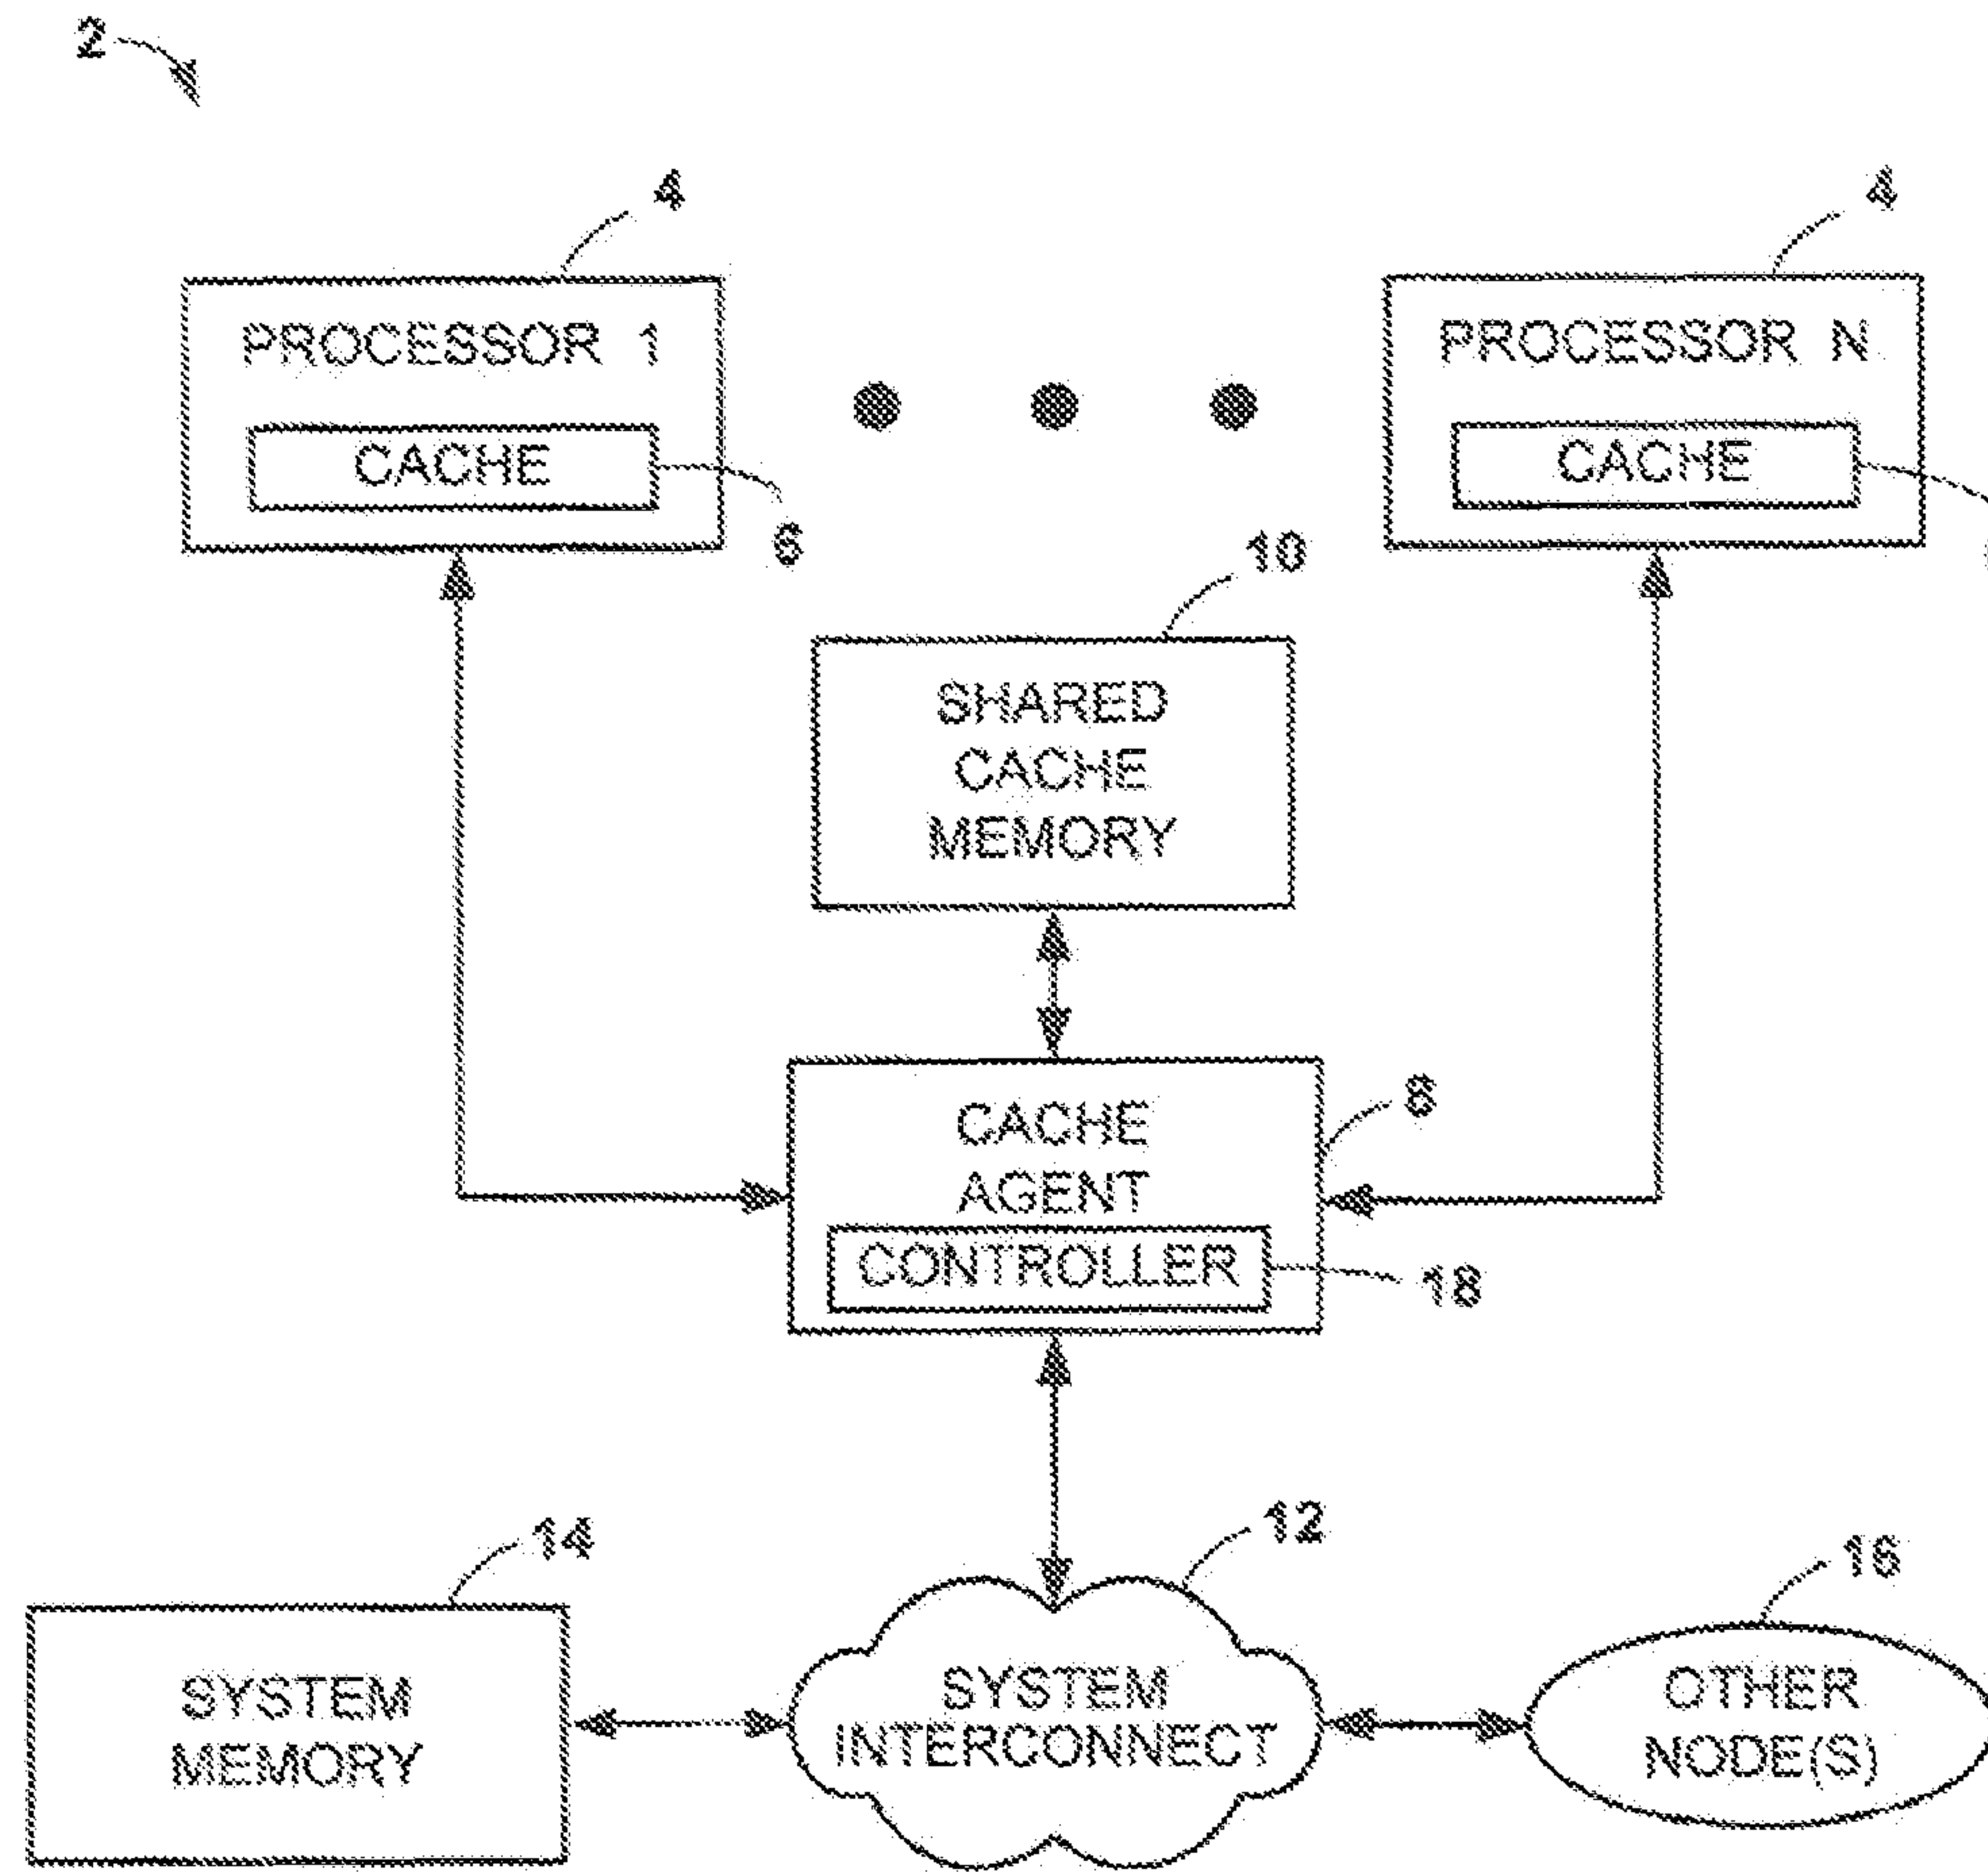 2
4
4
PROCESSOR 1
PROCESSOR N
CACHE
CACHE
6
10
SHARED
CACHE
MEMORY
8
CACHE
AGENT
CONTROLLER
18
12
14
16
SYSTEM
MEMORY
SYSTEM
INTERCONNECT
OTHER
NODE(S)